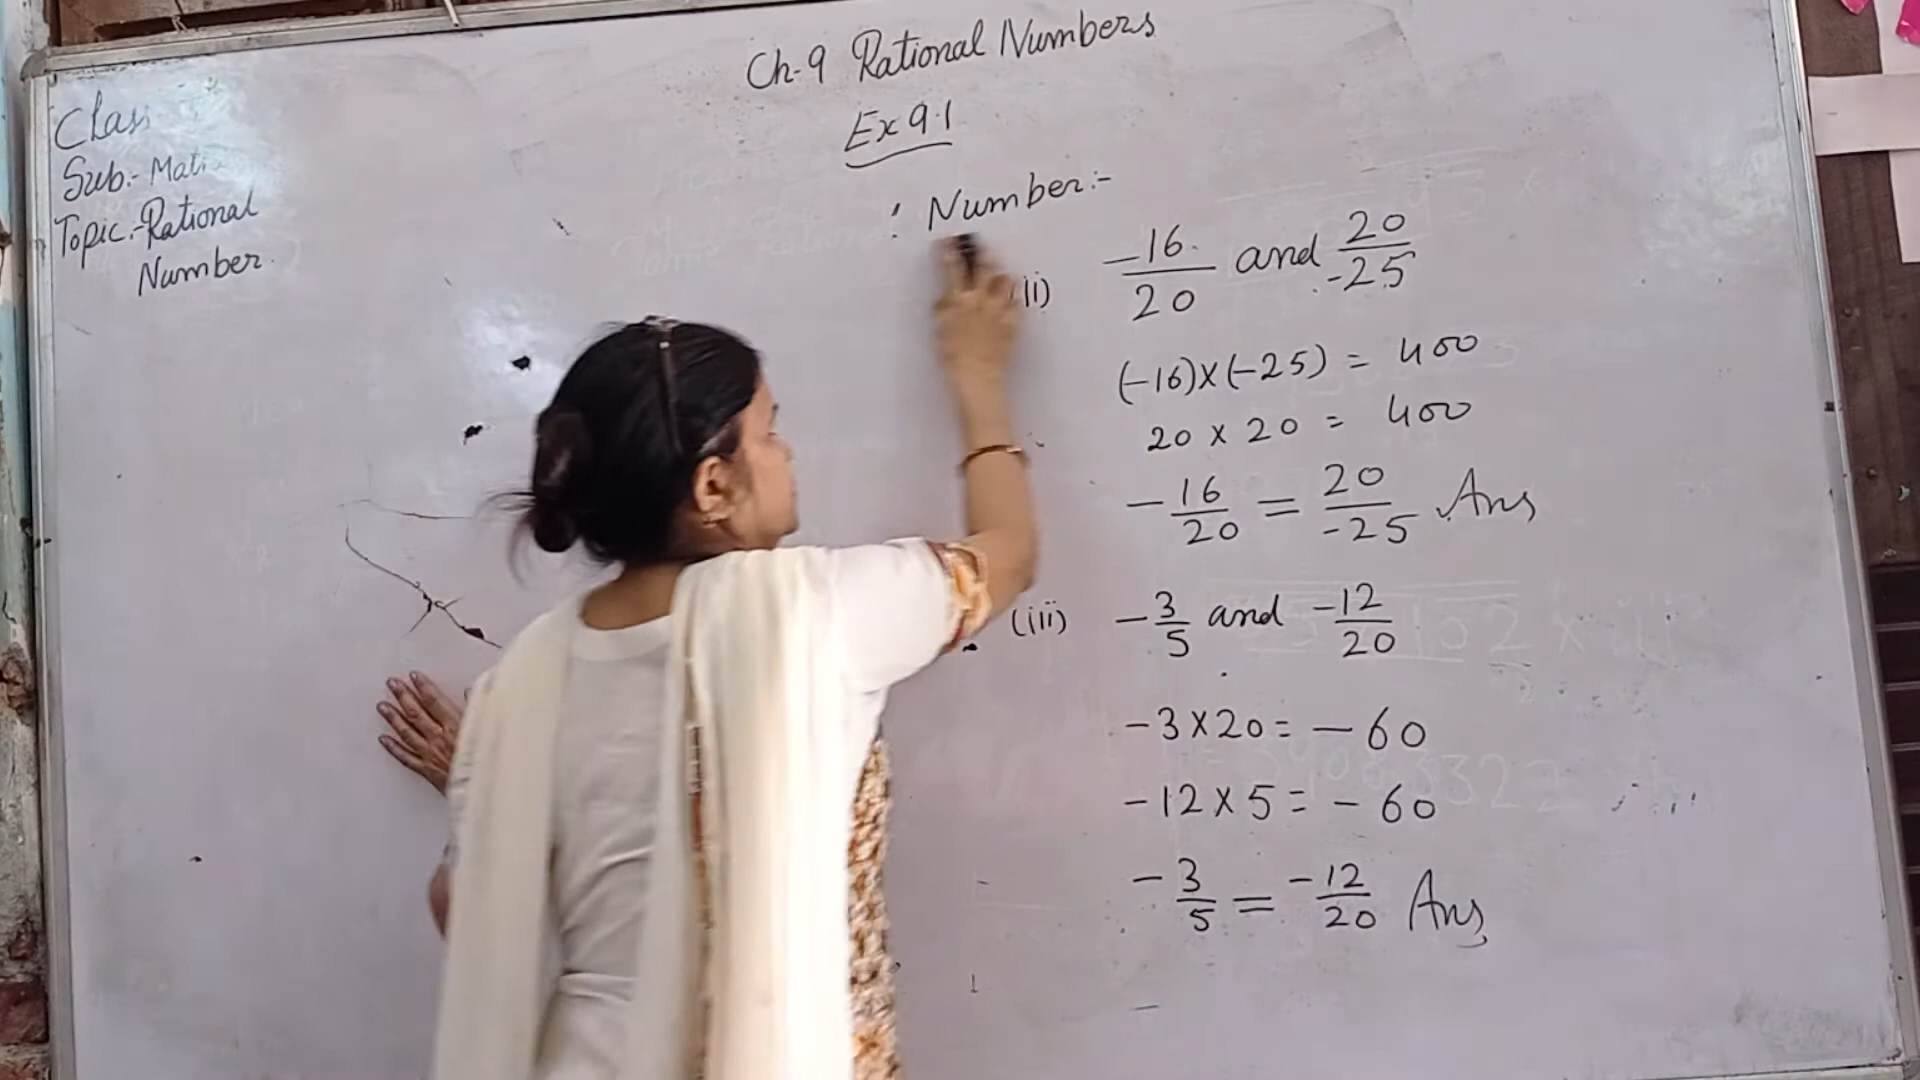 Ch-9 Rational Numbers
Ex 9.1
Class
Sub:- Mat
Topic:-Rational
Number.
Number:-
(ii) -16/20 and 20/-25
(-16)×(-25) = 400
20 × 20 = 400
-16/20 = 20/-25 Ans
(iii) -3/5 and -12/20
-3×20 = -60
-12×5 = -60
-3/5 = -12/20 Ans